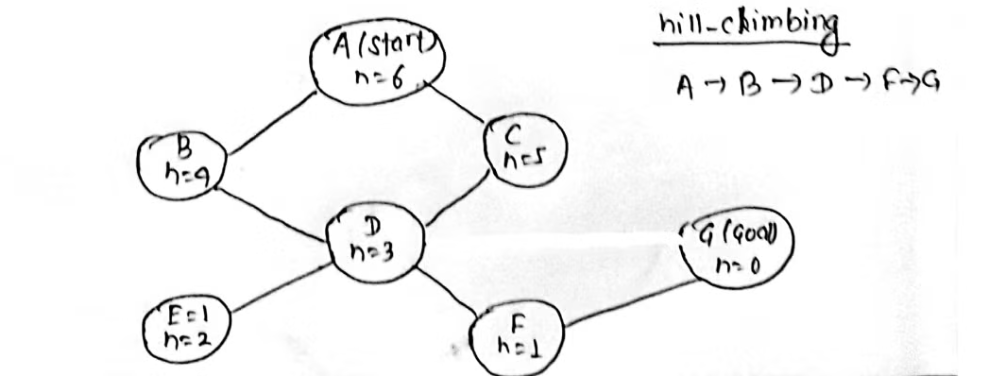 A (start)
h=6
hill-climbing
A → B → D → F → G
B
h=4
C
h=5
D
h=3
G (Goal)
h=0
E=1
h=2
F
h=1